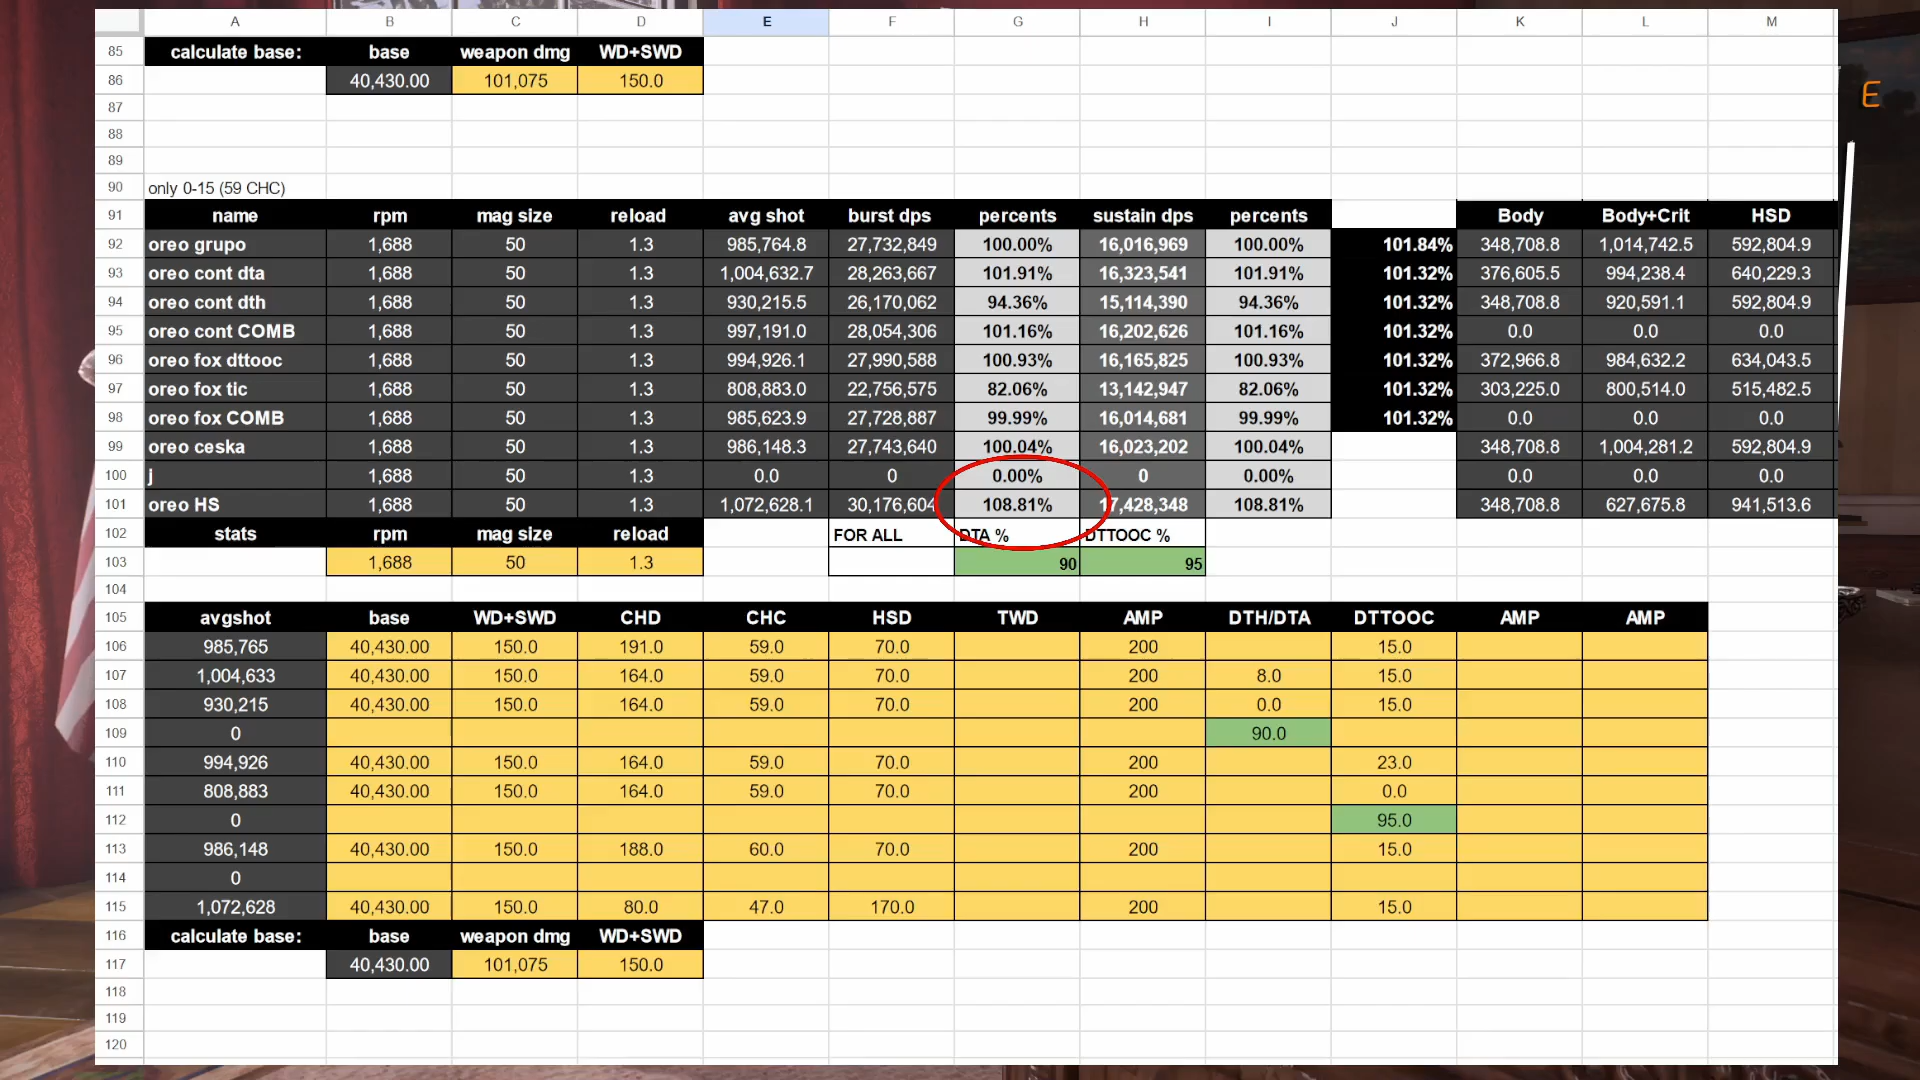 A B C D E F G H I J K L M
85 calculate base: base weapon dmg WD+SWD
86 40,430.00 101,075 150.0
E
87
88
89
90 only 0-15 (59 CHC)
91 name rpm mag size reload avg shot burst dps percents sustain dps percents Body Body+Crit HSD
92 oreo grupo 1,688 50 1.3 985,764.8 27,732,849 100.00% 16,016,969 100.00% 101.84% 348,708.8 1,014,742.5 592,804.9
93 oreo cont dta 1,688 50 1.3 1,004,632.7 28,263,667 101.91% 16,323,541 101.91% 101.32% 376,605.5 994,238.4 640,229.3
94 oreo cont dth 1,688 50 1.3 930,215.5 26,170,062 94.36% 15,114,390 94.36% 101.32% 348,708.8 920,591.1 592,804.9
95 oreo cont COMB 1,688 50 1.3 997,191.0 28,054,306 101.16% 16,202,626 101.16% 101.32% 0.0 0.0 0.0
96 oreo fox dttooc 1,688 50 1.3 994,926.1 27,990,588 100.93% 16,165,825 100.93% 101.32% 372,966.8 984,632.2 634,043.5
97 oreo fox tic 1,688 50 1.3 808,883.0 22,756,575 82.06% 13,142,947 82.06% 101.32% 303,225.0 800,514.0 515,482.5
98 oreo fox COMB 1,688 50 1.3 985,623.9 27,728,887 99.99% 16,014,681 99.99% 101.32% 0.0 0.0 0.0
99 oreo ceska 1,688 50 1.3 986,148.3 27,743,640 100.04% 16,023,202 100.04% 348,708.8 1,004,281.2 592,804.9
100 j 1,688 50 1.3 0.0 0 0.00% 0 0.00% 0.0 0.0 0.0
101 oreo HS 1,688 50 1.3 1,072,628.1 30,176,604 108.81% 17,428,348 108.81% 348,708.8 627,675.8 941,513.6
102 stats rpm mag size reload FOR ALL DTA % DTTOOC %
103 1,688 50 1.3 90 95
104
105 avgshot base WD+SWD CHD CHC HSD TWD AMP DTH/DTA DTTOOC AMP AMP
106 985,765 40,430.00 150.0 191.0 59.0 70.0 200 15.0
107 1,004,633 40,430.00 150.0 164.0 59.0 70.0 200 8.0 15.0
108 930,215 40,430.00 150.0 164.0 59.0 70.0 200 0.0 15.0
109 0 90.0
110 994,926 40,430.00 150.0 164.0 59.0 70.0 200 23.0
111 808,883 40,430.00 150.0 164.0 59.0 70.0 200 0.0
112 0 95.0
113 986,148 40,430.00 150.0 188.0 60.0 70.0 200 15.0
114 0
115 1,072,628 40,430.00 150.0 80.0 47.0 170.0 200 15.0
116 calculate base: base weapon dmg WD+SWD
117 40,430.00 101,075 150.0
118
119
120